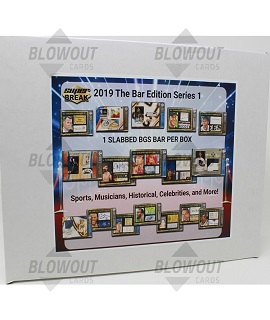 BLOWOUT
CARDS
BLOWOUT
CARDS
super
BREAK
2019 The Bar Edition Series 1
1 SLABBED BGS BAR PER BOX
Sports, Musicians, Historical, Celebrities, and More!
BLOWOUT
CARDS
BLOWOUT
CARDS